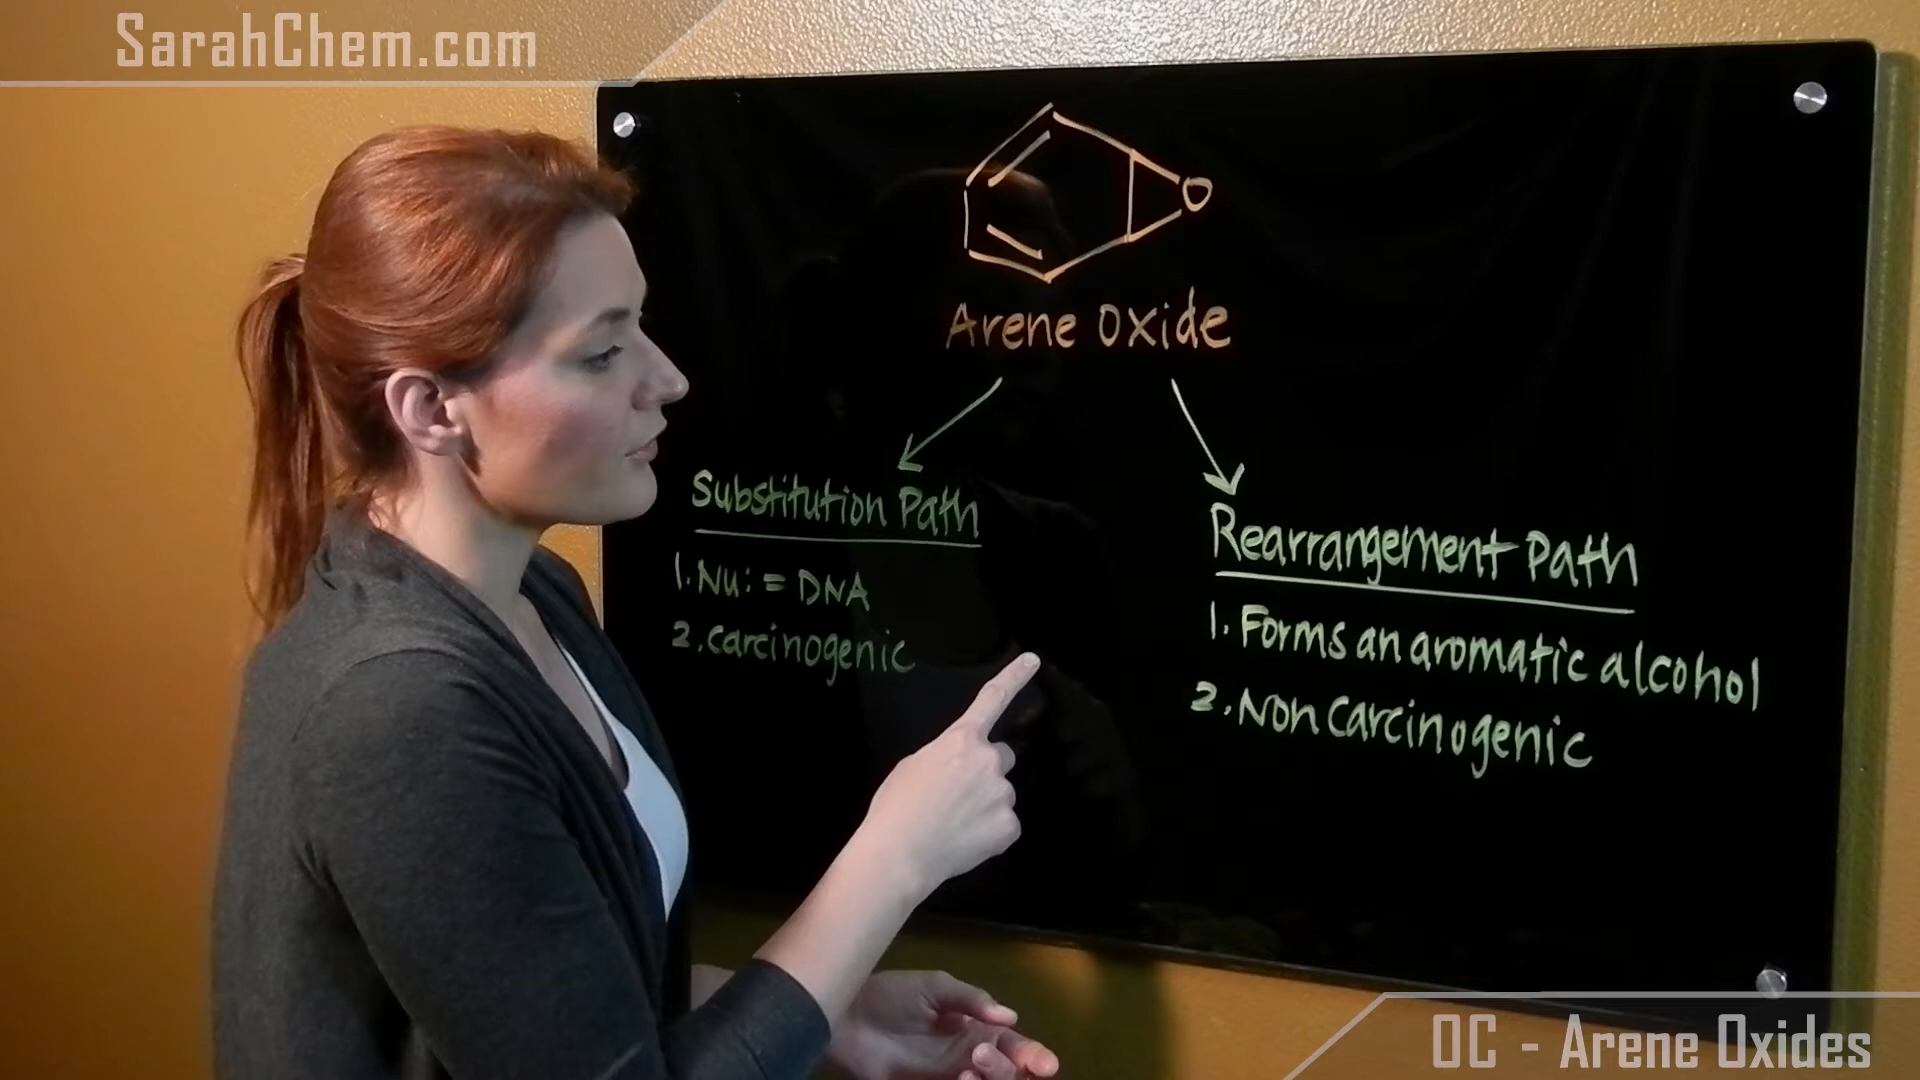 SarahChem.com
O
Arene Oxide
Substitution Path
1. Nu: = DNA
2. carcinogenic
Rearrangement Path
1. Forms an aromatic alcohol
2. Non carcinogenic
OC - Arene Oxides